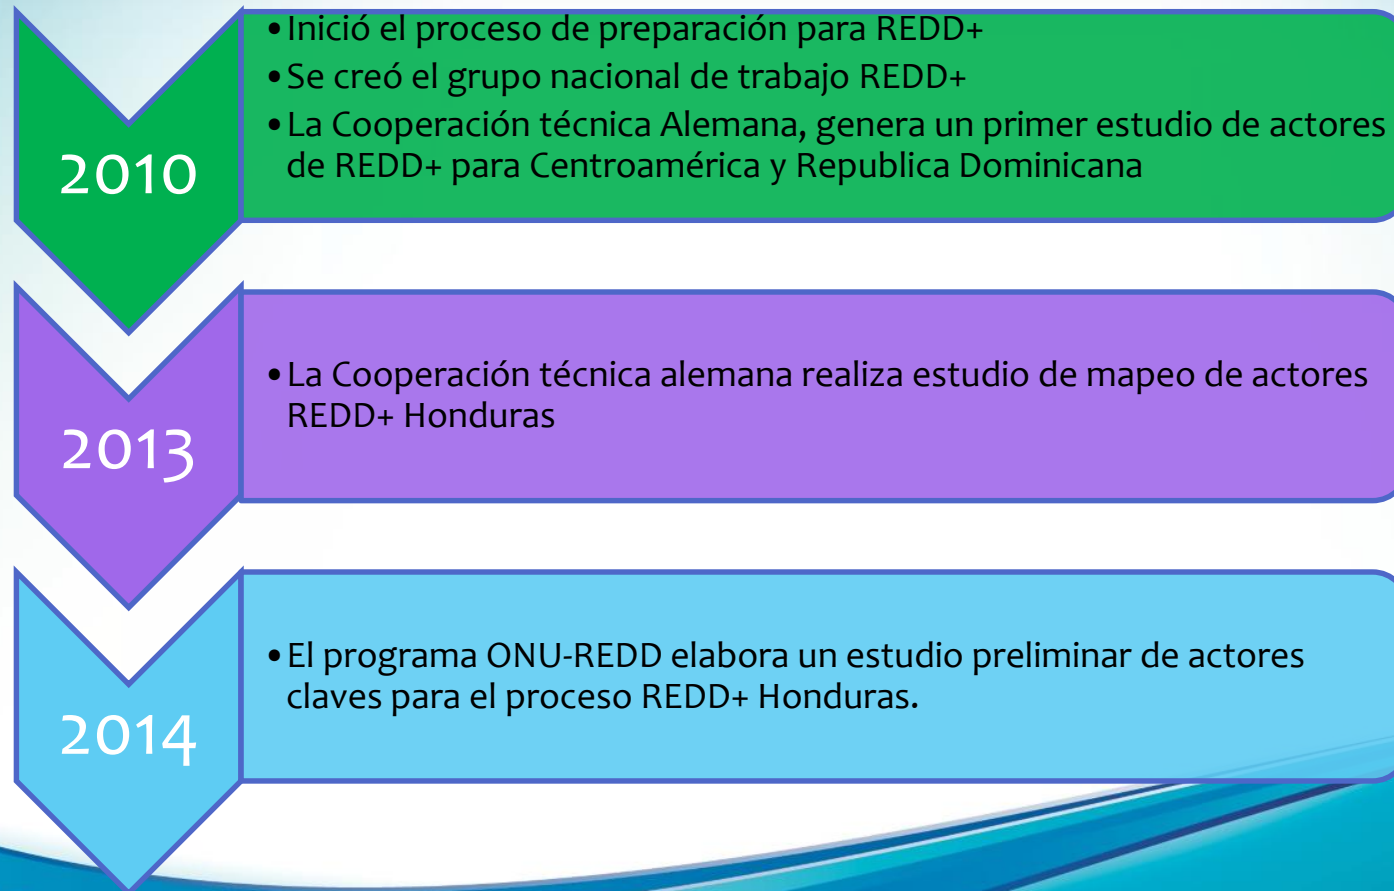 2010
•Inició el proceso de preparación para REDD+
•Se creó el grupo nacional de trabajo REDD+
•La Cooperación técnica Alemana, genera un primer estudio de actores
de REDD+ para Centroamérica y Republica Dominicana
2013
•La Cooperación técnica alemana realiza estudio de mapeo de actores
REDD+ Honduras
2014
•El programa ONU-REDD elabora un estudio preliminar de actores
claves para el proceso REDD+ Honduras.